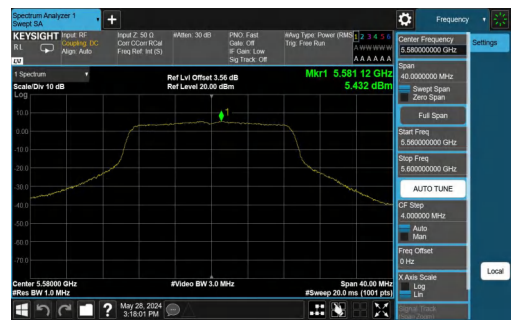 Spectrum Analyzer 1
Swept SA
Frequency
KEYSIGHT
RL
Input: RF
Coupling: DC
Align: Auto
Input Z: 50 Ω
Corr CCorr RCal
Freq Ref: Int (S)
#Atten: 30 dB
PNO: Fast
Gate: Off
IF Gain: Low
Sig Track: Off
#Avg Type: Power (RMS)
Trig: Free Run
1 2 3 4 5 6
A W W W W W
A A A A A A
LV
1 Spectrum
Scale/Div 10 dB
Log
Ref Lvl Offset 3.56 dB
Ref Level 20.00 dBm
Mkr1 5.581 12 GHz
5.432 dBm
1
10.0
0.00
-10.0
-20.0
-30.0
-40.0
-50.0
-60.0
-70.0
Center 5.58000 GHz
#Res BW 1.0 MHz
#Video BW 3.0 MHz
Span 40.00 MHz
#Sweep 20.0 ms (1001 pts)
Center Frequency
5.580000000 GHz
Settings
Span
40.0000000 MHz
Swept Span
Zero Span
Full Span
Start Freq
5.560000000 GHz
Stop Freq
5.600000000 GHz
AUTO TUNE
CF Step
4.000000 MHz
Auto
Man
Freq Offset
0 Hz
X Axis Scale
Log
Lin
Local
Signal Track
May 28, 2024
3:18:01 PM